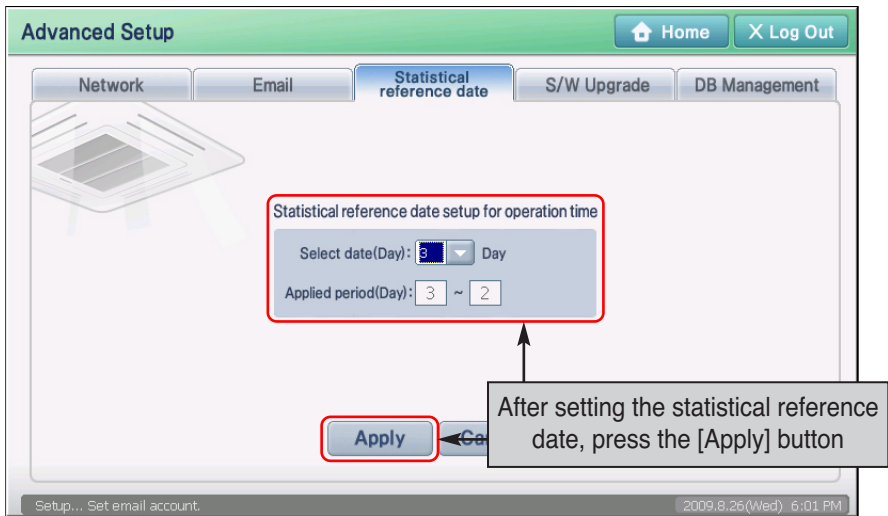 Advanced Setup
Home
X Log Out
Network
Email
Statistical
reference date
S/W Upgrade
DB Management
Statistical reference date setup for operation time
Select date(Day): 3 Day
Applied period(Day): 3 ~ 2
After setting the statistical reference
date, press the [Apply] button
Apply
Setup... Set email account.
2009.8.26(Wed) 6:01 PM